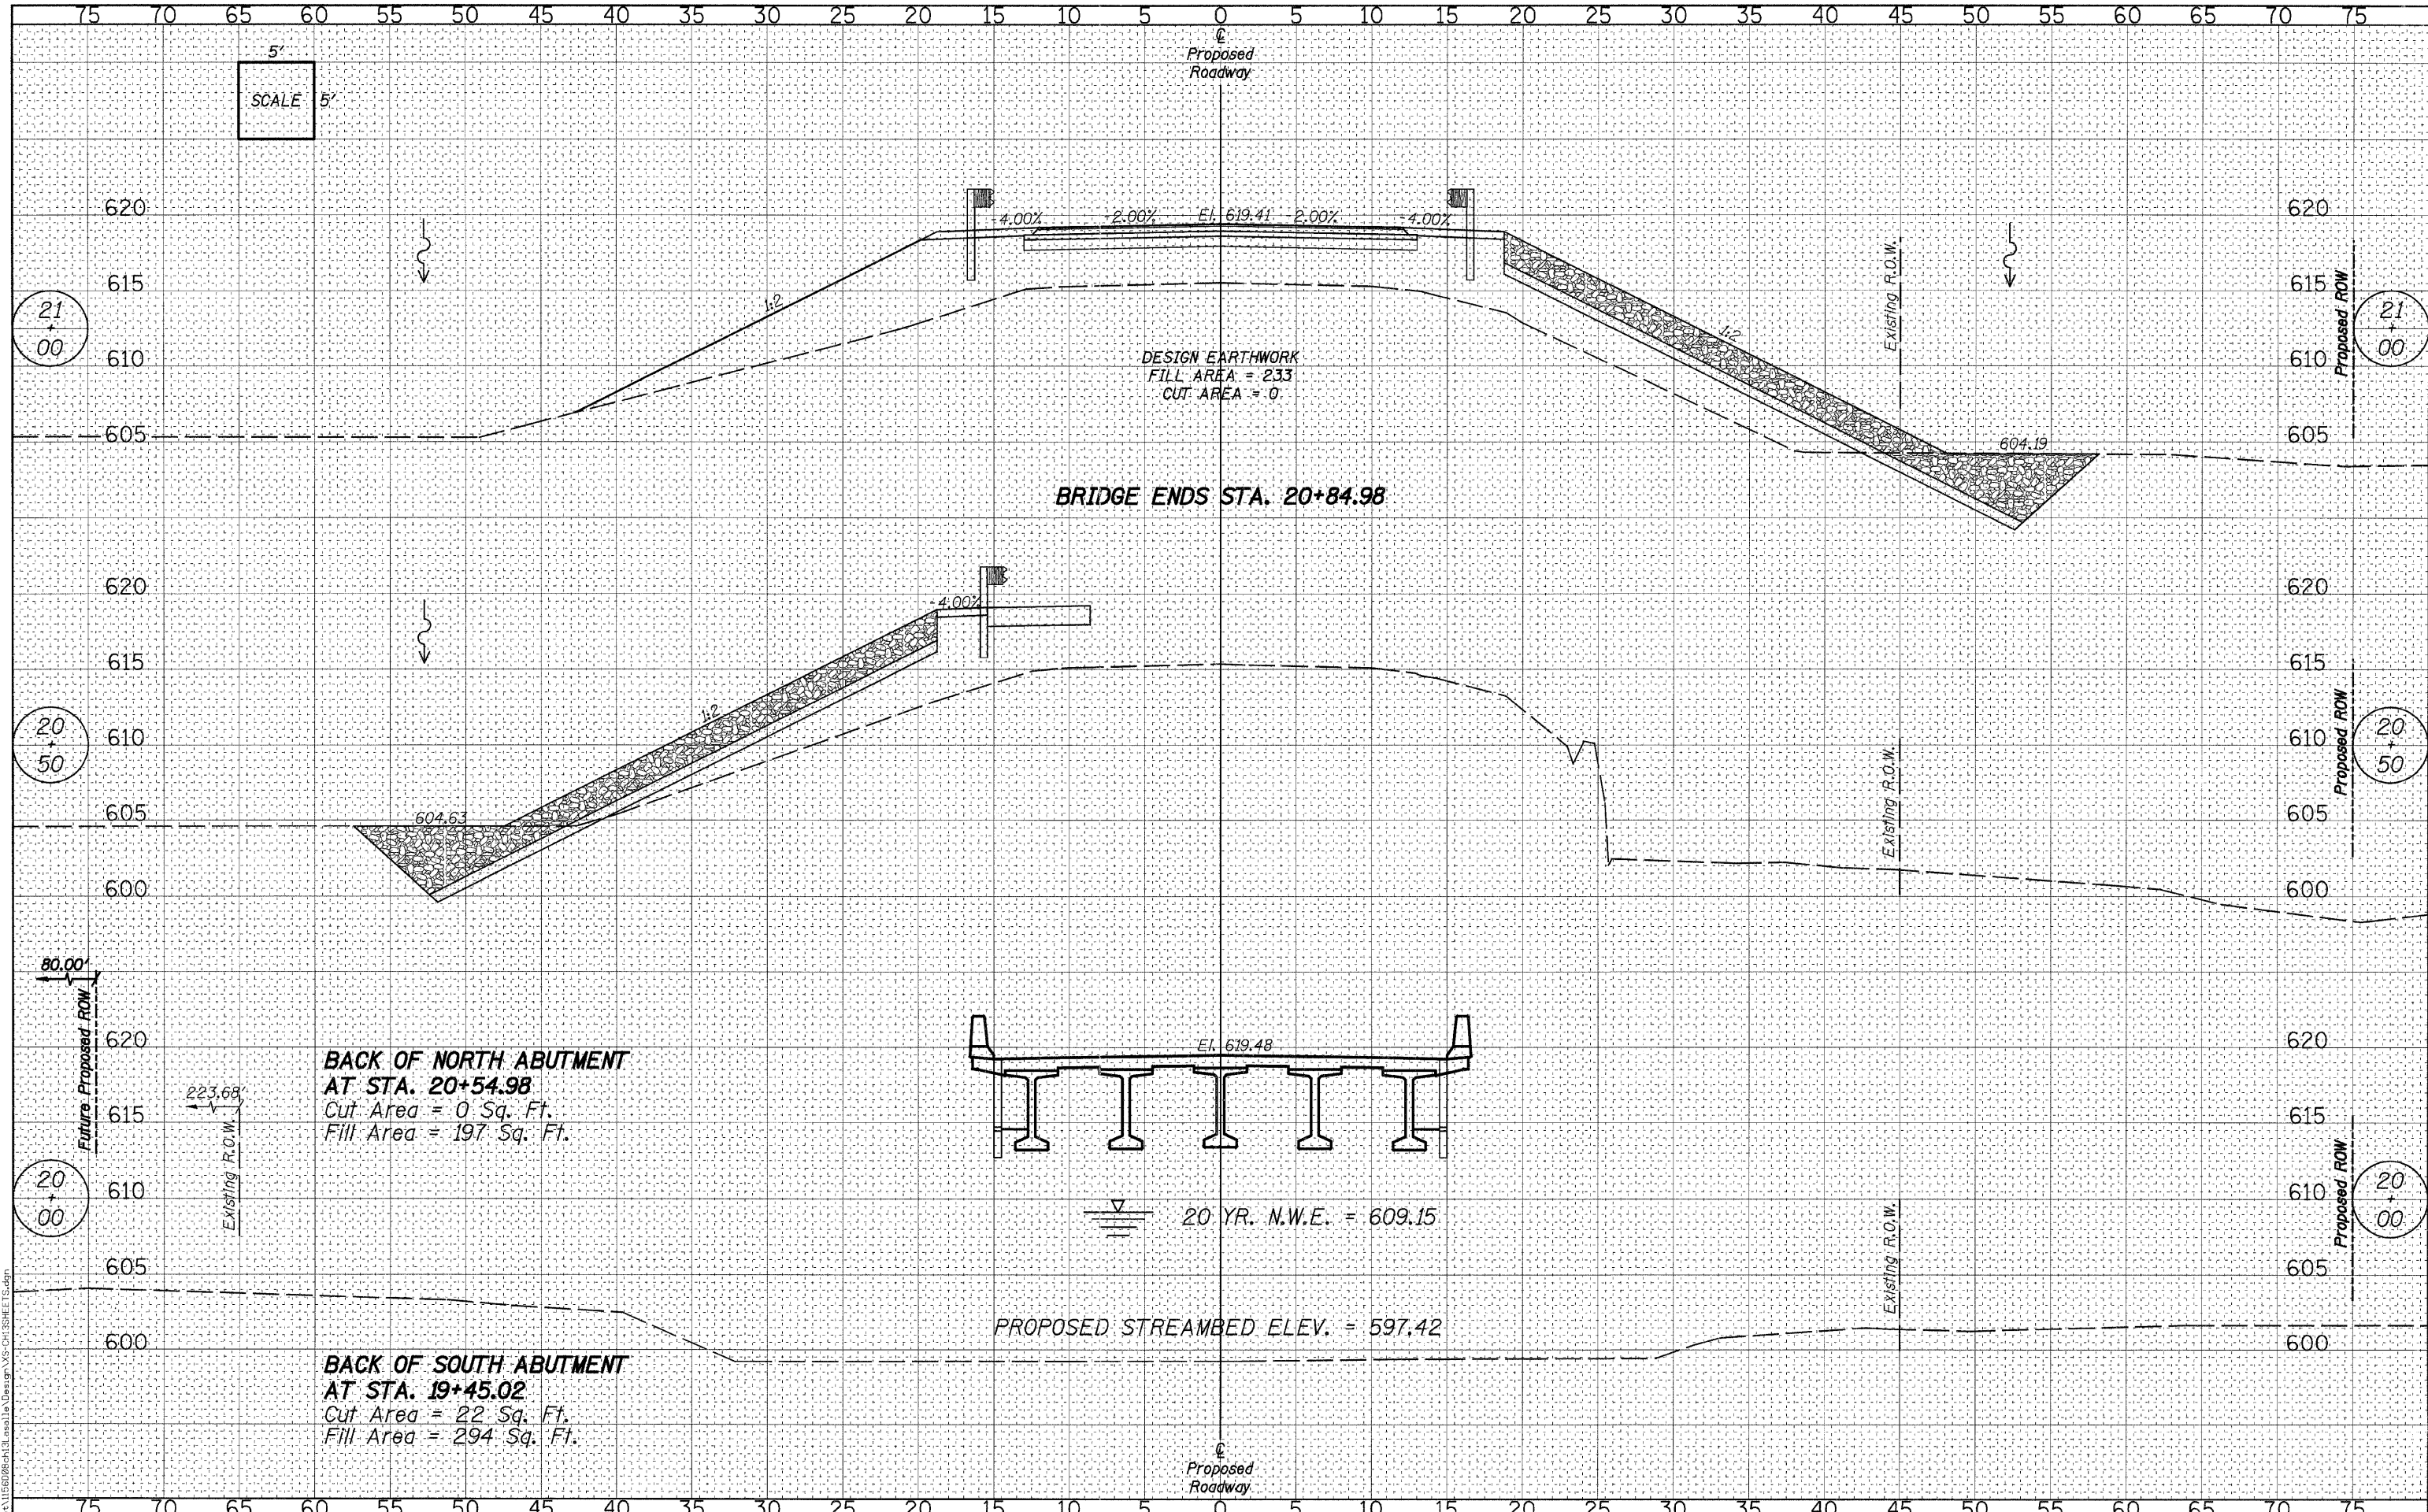 75 70 65 60 55 50 45 40 35 30 25 20 15 10 5 0 5 10 15 20 25 30 35 40 45 50 55 60 65 70 75
℄
Proposed
Roadway
5'
SCALE 5'
620 -4.00% -2.00% El. 619.41 2.00% -4.00% 620
615 Existing R.O.W. Proposed ROW 615
21
+
00
1:2
1:2
21
+
00
610 610
DESIGN EARTHWORK
FILL AREA = 233
CUT AREA = 0
605 604.19 605
BRIDGE ENDS STA. 20+84.98
620 -4.00% 620
615 615
1:2
20
+
50
610 Existing R.O.W. Proposed ROW 610
20
+
50
605 604.63 605
600 600
80.00'
Future Proposed ROW
620 El. 619.48 620
BACK OF NORTH ABUTMENT
AT STA. 20+54.98
Cut Area = 0 Sq. Ft.
Fill Area = 197 Sq. Ft.
223.68'
Existing R.O.W.
615 615
20
+
00
610 Existing R.O.W. Proposed ROW 610
20
+
00
20 YR. N.W.E. = 609.15
605 605
PROPOSED STREAMBED ELEV. = 597.42
600 600
BACK OF SOUTH ABUTMENT
AT STA. 19+45.02
Cut Area = 22 Sq. Ft.
Fill Area = 294 Sq. Ft.
℄
Proposed
Roadway
75 70 65 60 55 50 45 40 35 30 25 20 15 10 5 0 5 10 15 20 25 30 35 40 45 50 55 60 65 70 75